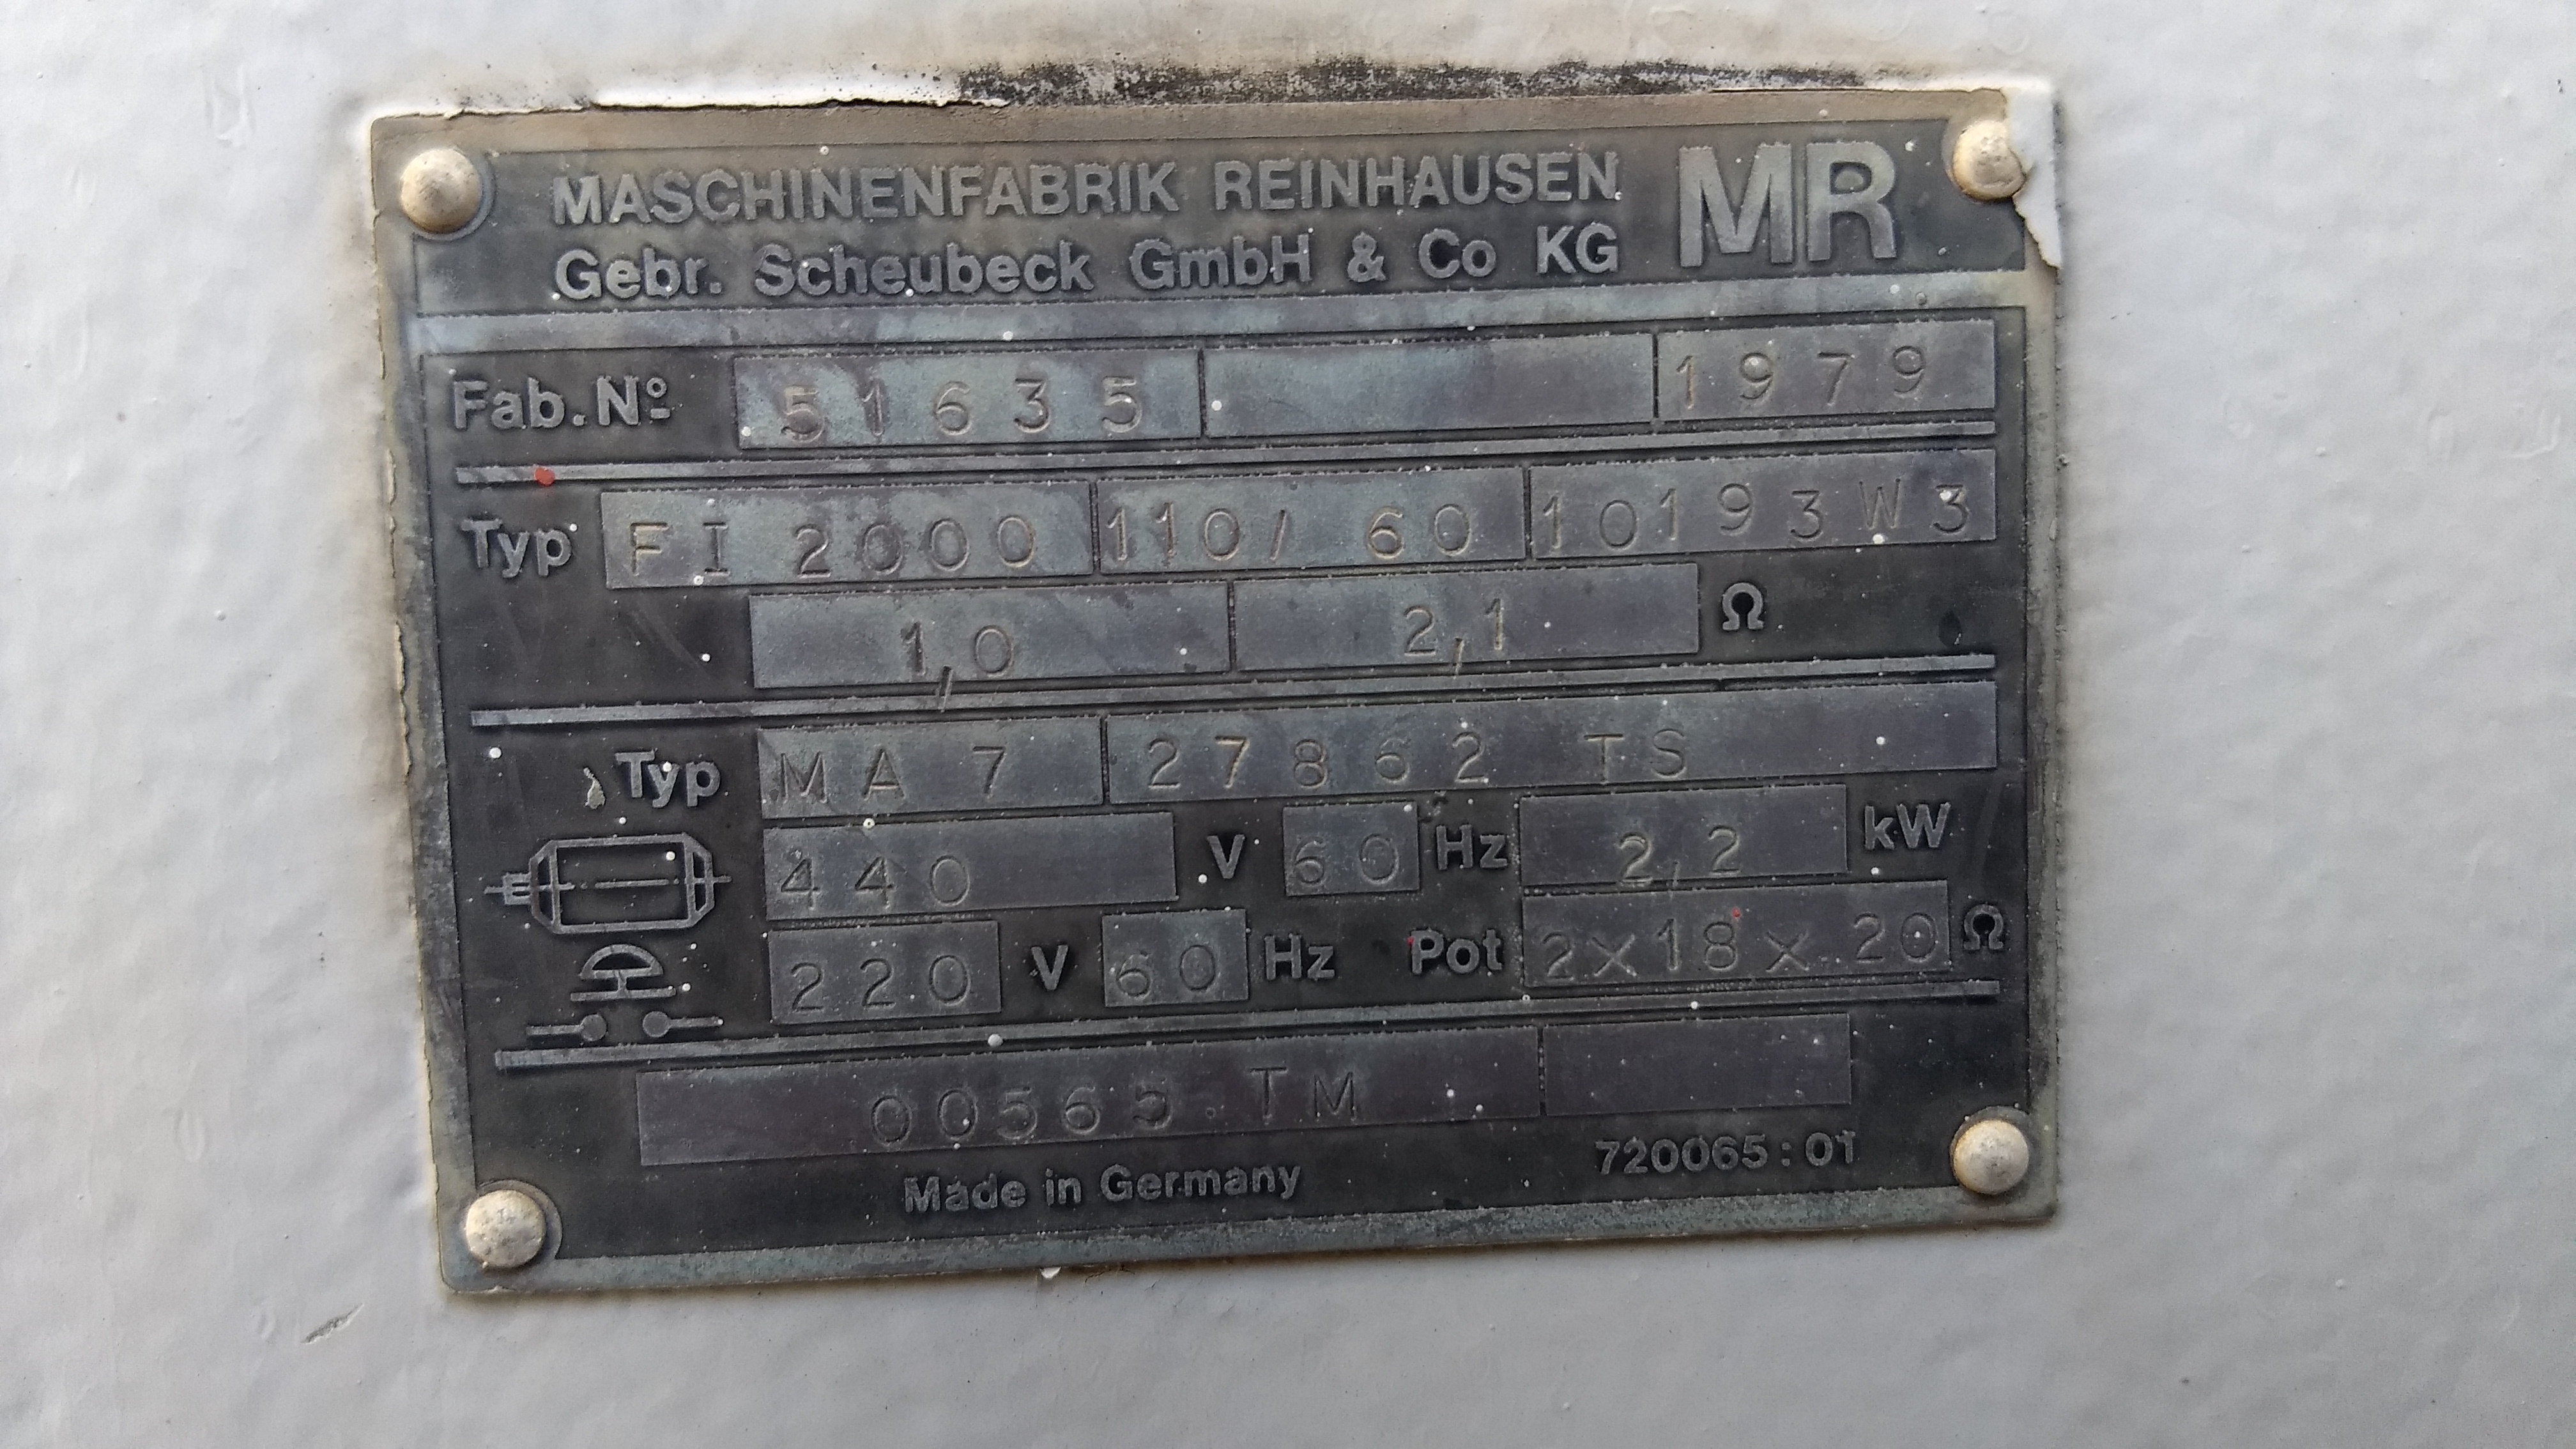 MASCHINENFABRIK REINHAUSEN MR
Gebr. Scheubeck GmbH & Co KG
Fab. Nº 51635 1979
Typ FI 2000 110/ 60 10193W3
1,0 2,1 Ω
Typ MA 7 27862 TS
440 V 60 Hz 2,2 kW
220 V 60 Hz Pot 2x18x20 Ω
00565 TM
720065:01
Made in Germany